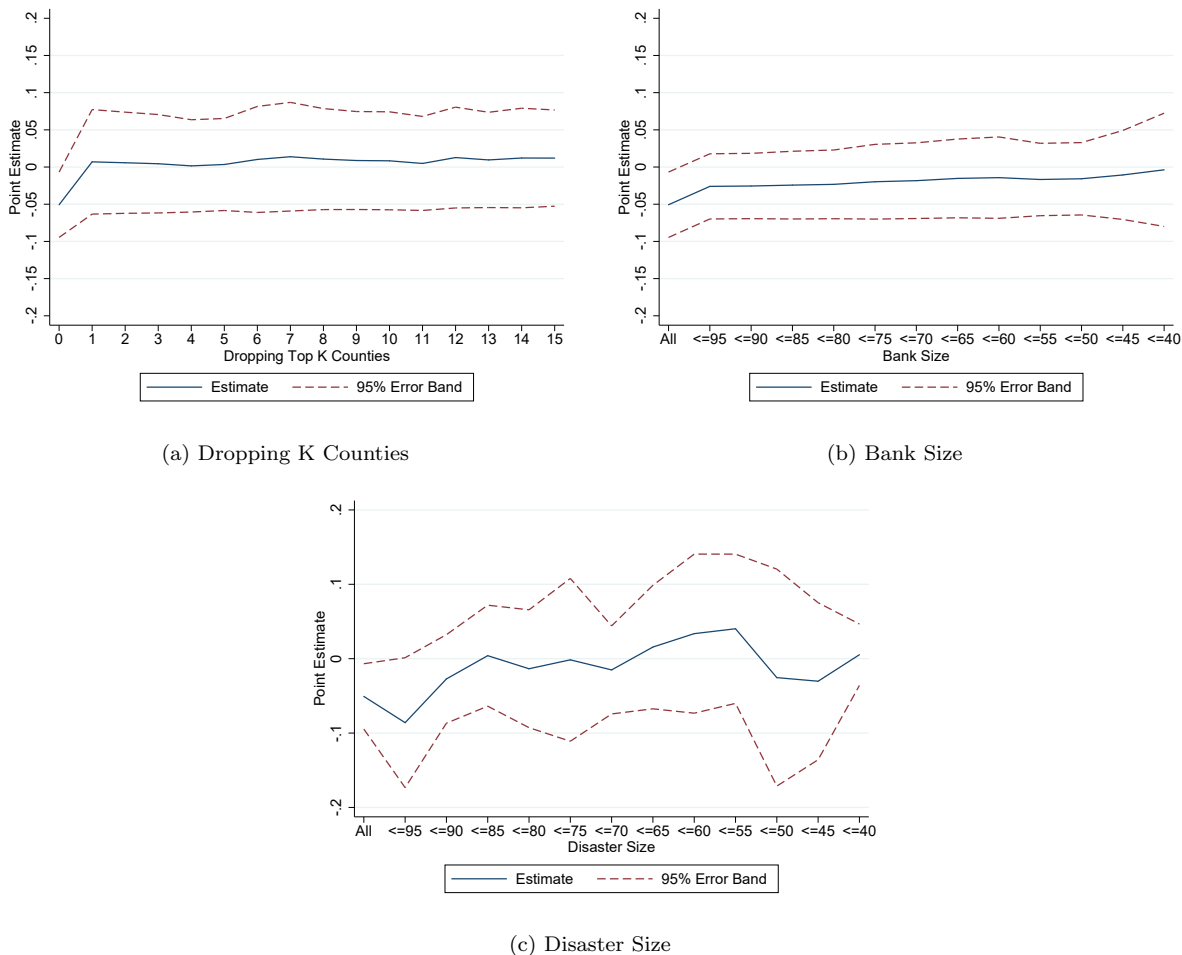 Point Estimate
.2
.15
.1
.05
0
-.05
-.1
-.15
-.2
0 1 2 3 4 5 6 7 8 9 10 11 12 13 14 15
Dropping Top K Counties
Estimate 95% Error Band
(a) Dropping K Counties
Point Estimate
.2
.15
.1
.05
0
-.05
-.1
-.15
-.2
All <=95 <=90 <=85 <=80 <=75 <=70 <=65 <=60 <=55 <=50 <=45 <=40
Bank Size
Estimate 95% Error Band
(b) Bank Size
Point Estimate
.2
.1
0
-.1
-.2
All <=95 <=90 <=85 <=80 <=75 <=70 <=65 <=60 <=55 <=50 <=45 <=40
Disaster Size
Estimate 95% Error Band
(c) Disaster Size